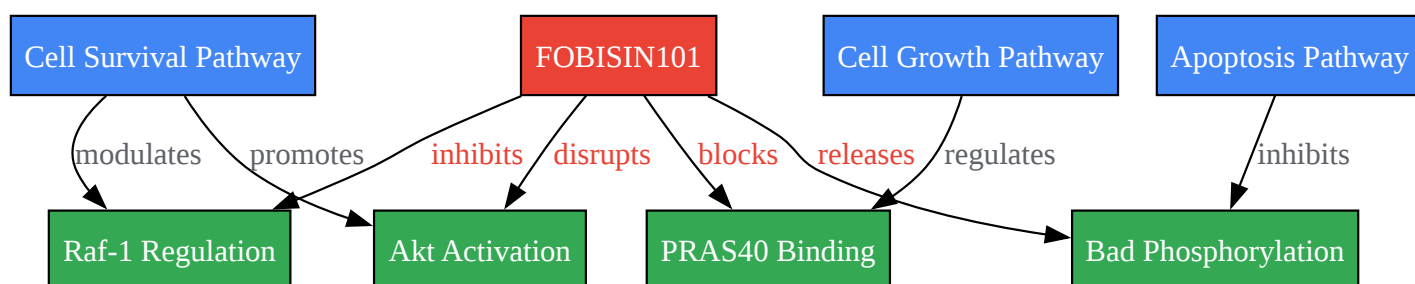 Cell Survival Pathway
FOBISIN101
Cell Growth Pathway
Apoptosis Pathway
modulates
promotes
inhibits
disrupts
blocks
releases
regulates
inhibits
Raf-1 Regulation
Akt Activation
PRAS40 Binding
Bad Phosphorylation